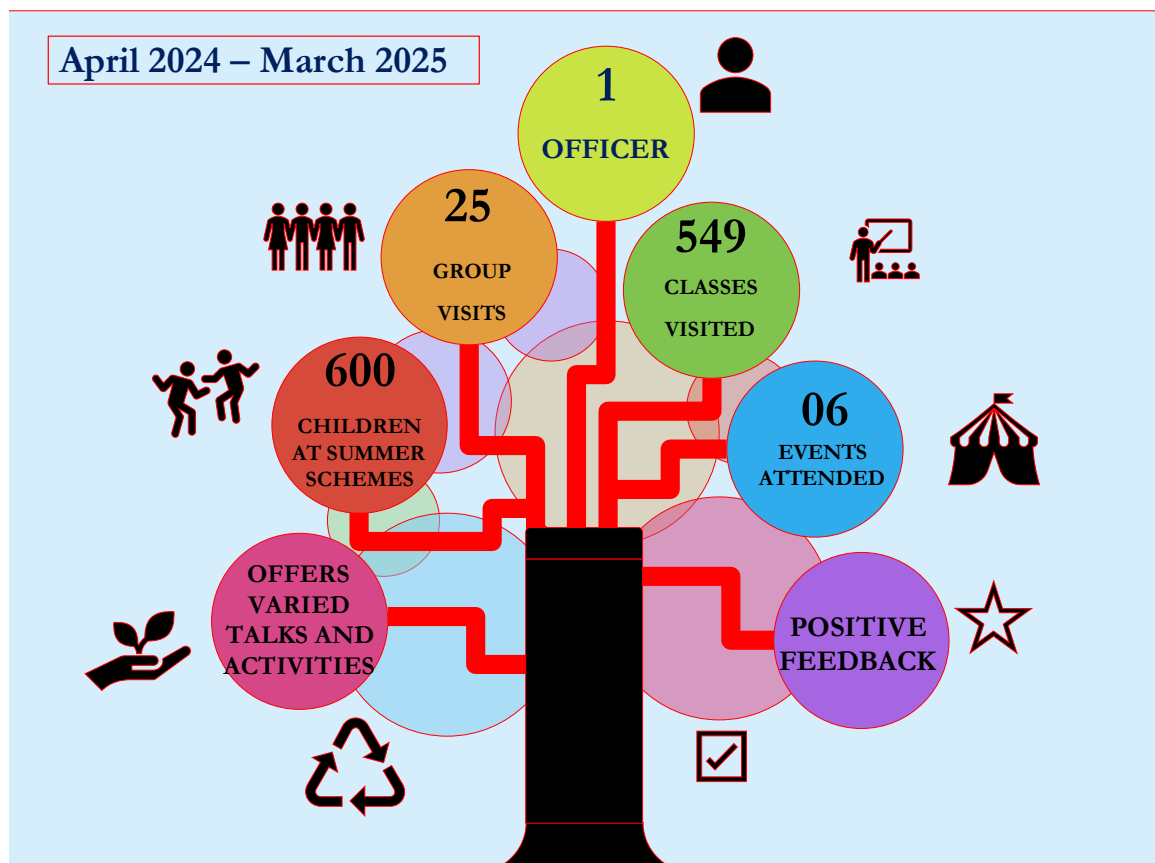 April 2024 – March 2025
1
OFFICER
25
GROUP
VISITS
549
CLASSES
VISITED
600
CHILDREN
AT SUMMER
SCHEMES
06
EVENTS
ATTENDED
OFFERS
VARIED
TALKS AND
ACTIVITIES
POSITIVE
FEEDBACK